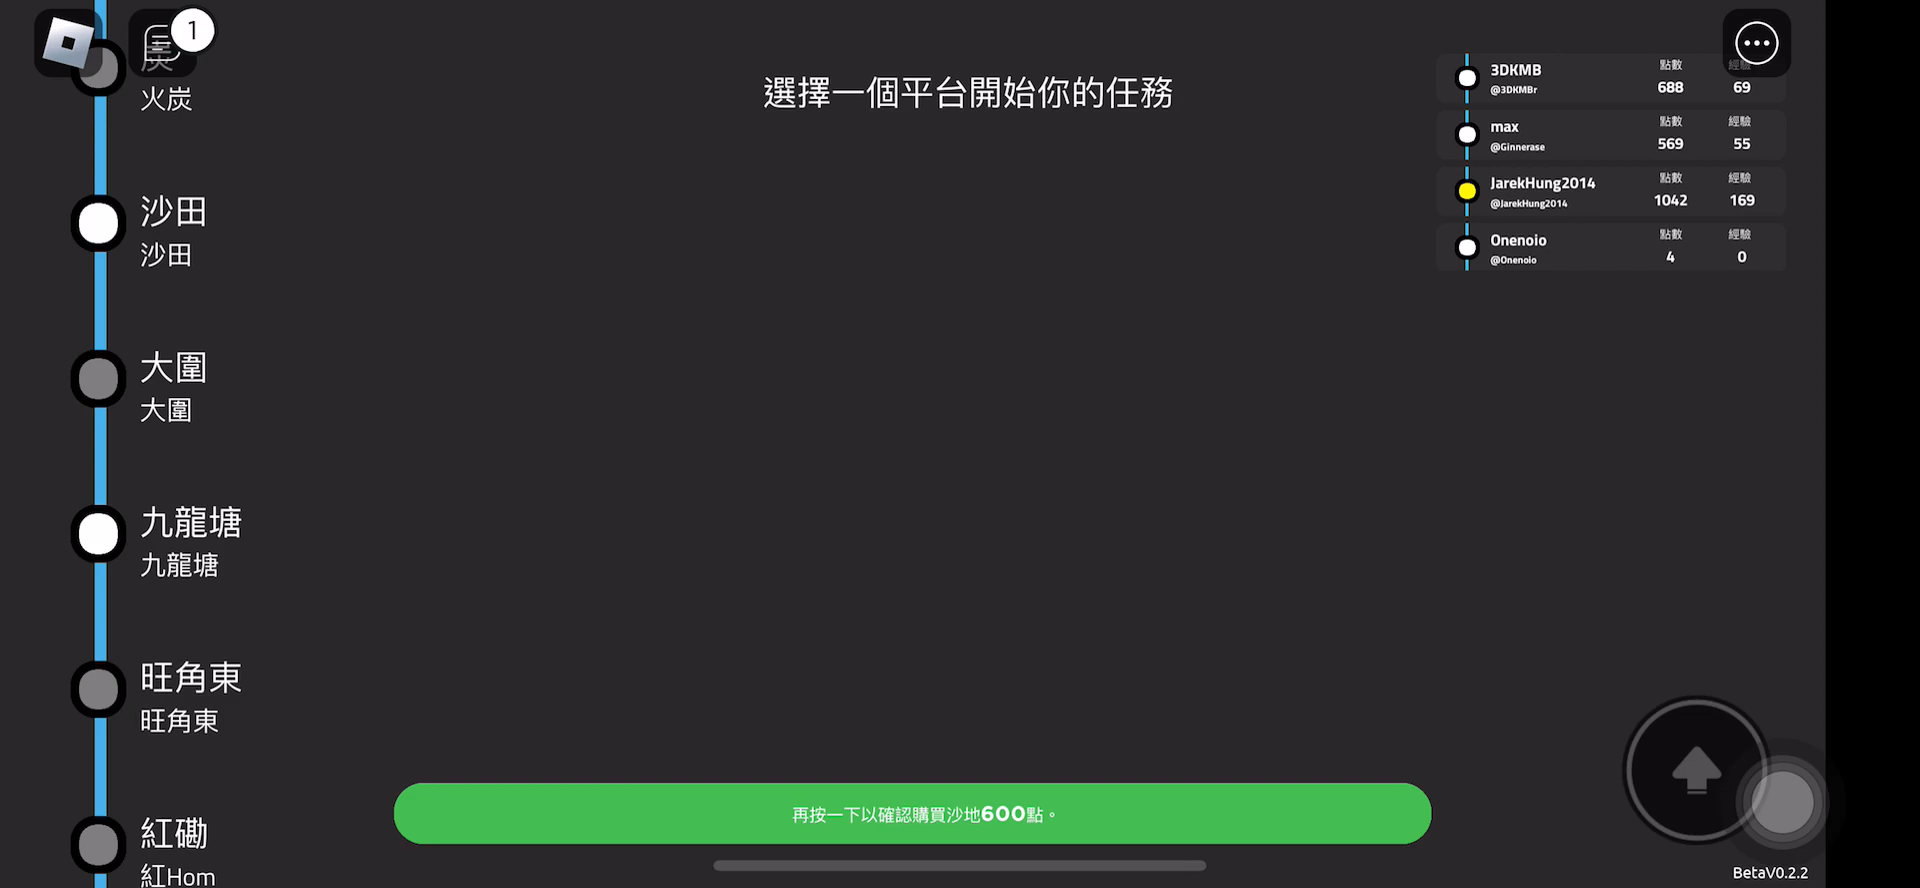 1
炭
火炭
沙田
沙田
大圍
大圍
九龍塘
九龍塘
旺角東
旺角東
紅磡
紅Hom
選擇一個平台開始你的任務
3DKMB
@3DKMBr
點數
688
經驗
69
max
@Ginnerase
點數
569
經驗
55
JarekHung2014
@JarekHung2014
點數
1042
經驗
169
Onenoio
@Onenoio
點數
4
經驗
0
再按一下以確認購買沙地600點。
BetaV0.2.2